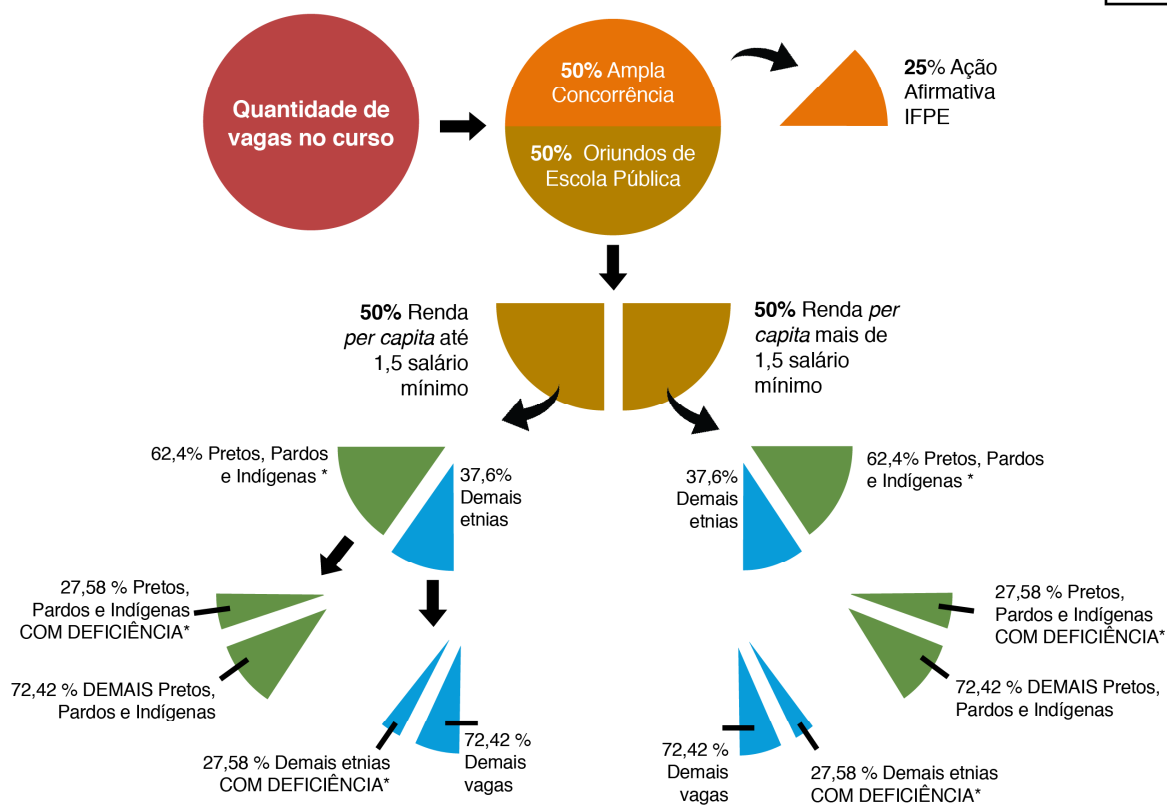 Quantidade de
vagas no curso
50% Ampla
Concorrência
50% Oriundos de
Escola Pública
25% Ação
Afirmativa
IFPE
50% Renda
per capita até
1,5 salário
mínimo
50% Renda per
capita mais de
1,5 salário
mínimo
62,4% Pretos, Pardos
e Indígenas *
37,6%
Demais
etnias
37,6%
Demais
etnias
62,4% Pretos, Pardos
e Indígenas *
27,58 % Pretos,
Pardos e Indígenas
COM DEFICIÊNCIA*
72,42 % DEMAIS Pretos,
Pardos e Indígenas
27,58 % Demais etnias
COM DEFICIÊNCIA*
72,42 %
Demais
vagas
72,42 %
Demais
vagas
27,58 % Demais etnias
COM DEFICIÊNCIA*
27,58 % Pretos,
Pardos e Indígenas
COM DEFICIÊNCIA*
72,42 % DEMAIS Pretos,
Pardos e Indígenas